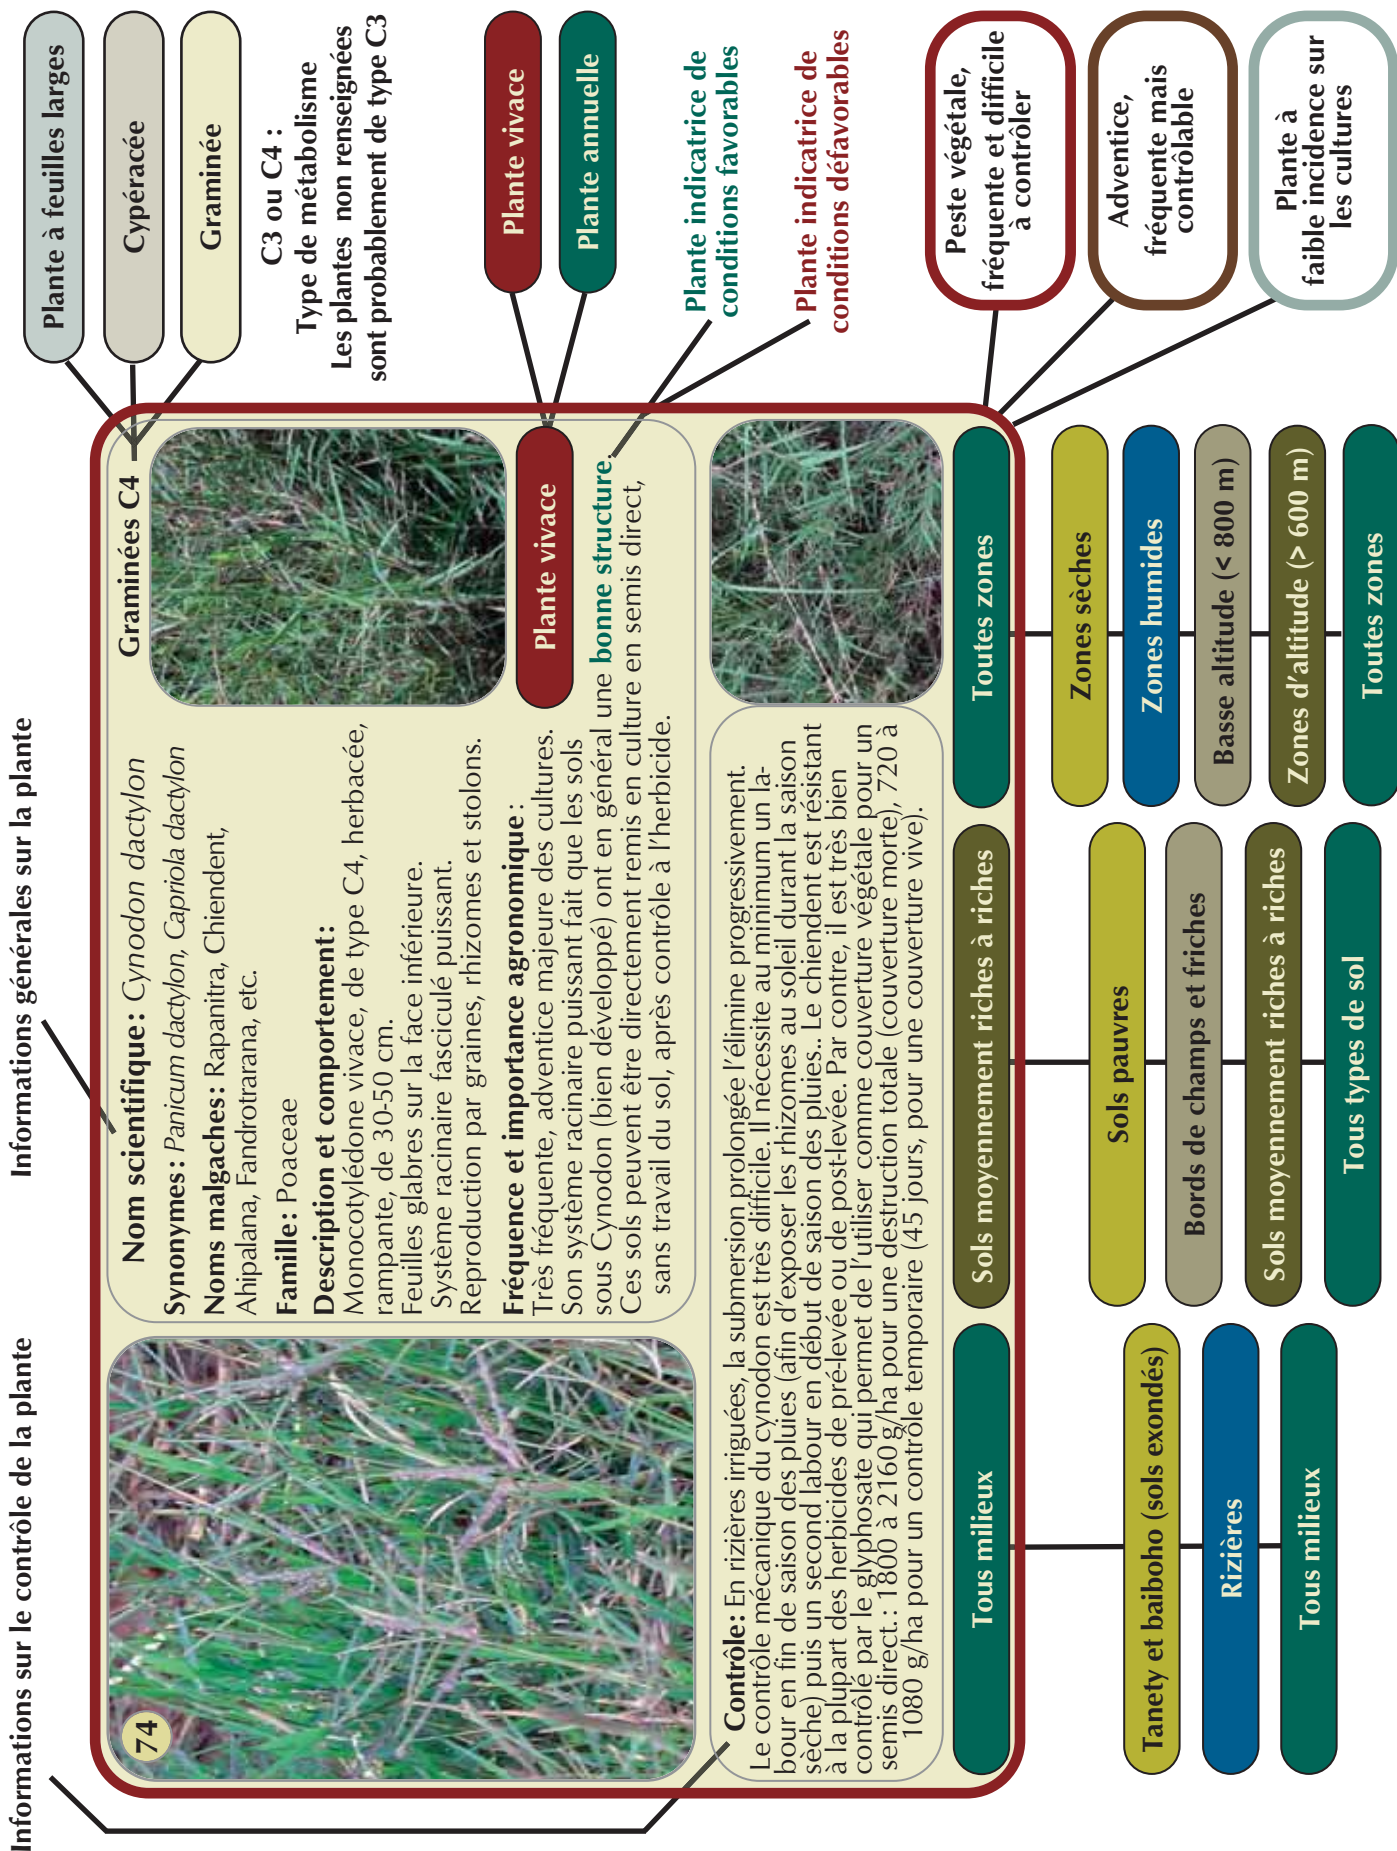 Informations sur le contrôle de la plante
Informations générales sur la plante
74
Nom scientifique : Cynodon dactylon
Synonymes : Panicum dactylon, Capriola dactylon
Noms malgaches : Rapanitra, Chiendent,
Ahipalana, Fandrotrarana, etc.
Famille : Poaceae
Description et comportement :
Monocotylédone vivace, de type C4, herbacée,
rampante, de 30-50 cm.
Feuilles glabres sur la face inférieure.
Système racinaire fasciculé puissant.
Reproduction par graines, rhizomes et stolons.
Fréquence et importance agronomique :
Très fréquente, adventice majeure des cultures.
Son système racinaire puissant fait que les sols
sous Cynodon (bien développé) ont en général une bonne structure.
Ces sols peuvent être directement remis en culture en semis direct,
sans travail du sol, après contrôle à l'herbicide.
Graminées C4
Plante vivace
Contrôle : En rizières irriguées, la submersion prolongée l'élimine progressivement.
Le contrôle mécanique du cynodon est très difficile. Il nécessite au minimum un la-
bour en fin de saison des pluies (afin d'exposer les rhizomes au soleil durant la saison
sèche) puis un second labour en début de saison des pluies.. Le chiendent est résistant
à la plupart des herbicides de pré-levée ou de post-levée. Par contre, il est très bien
contrôlé par le glyphosate qui permet de l'utiliser comme couverture végétale pour un
semis direct. : 1800 à 2160 g/ha pour une destruction totale (couverture morte), 720 à
1080 g/ha pour un contrôle temporaire (45 jours, pour une couverture vive).
Tous milieux
Sols moyennement riches à riches
Toutes zones
Plante à feuilles larges
Cypéracée
Graminée
C3 ou C4 :
Type de métabolisme
Les plantes non renseignées
sont probablement de type C3
Plante vivace
Plante annuelle
Plante indicatrice de
conditions favorables
Plante indicatrice de
conditions défavorables
Peste végétale,
fréquente et difficile
à contrôler
Adventice,
fréquente mais
contrôlable
Plante à
faible incidence sur
les cultures
Tanety et baiboho (sols exondés)
Rizières
Tous milieux
Sols pauvres
Bords de champs et friches
Sols moyennement riches à riches
Tous types de sol
Zones sèches
Zones humides
Basse altitude (< 800 m)
Zones d'altitude (> 600 m)
Toutes zones